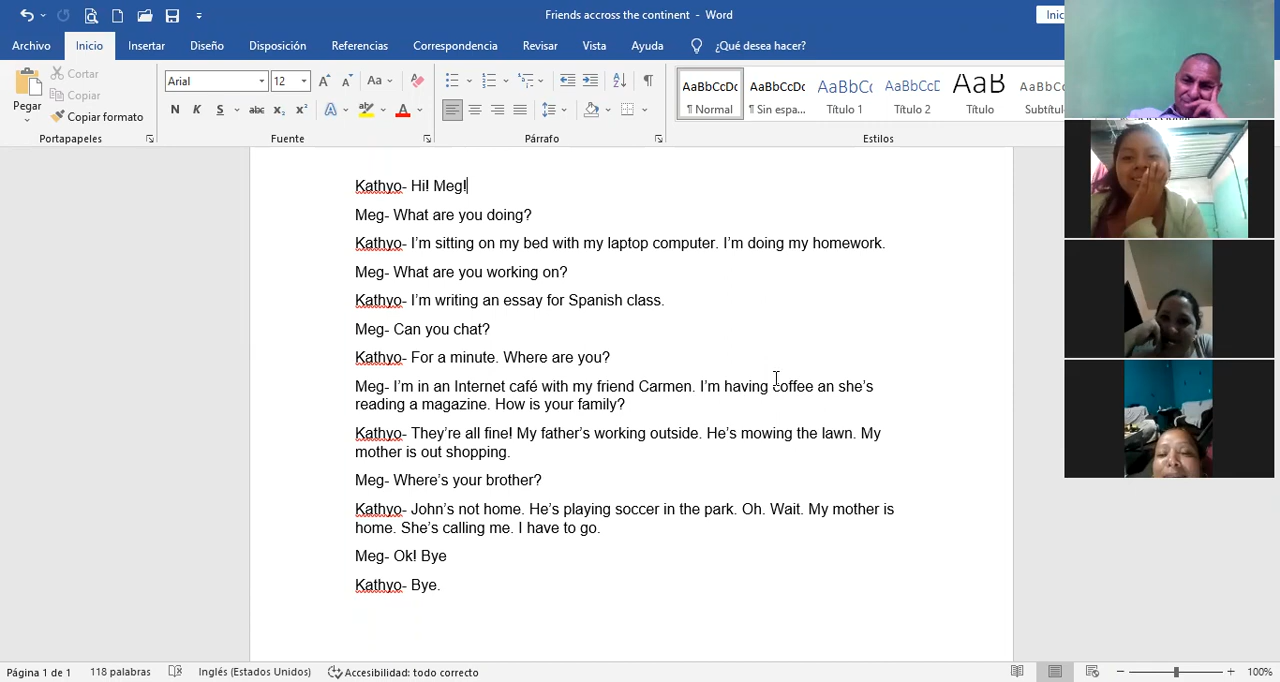 Friends accross the continent - Word
Inic
Archivo Inicio Insertar Diseño Disposición Referencias Correspondencia Revisar Vista Ayuda ¿Qué desea hacer?
Pegar
Cortar
Copiar
Copiar formato
Arial 12 Aa
N K S abc x₂ x² A A
AaBbCcDc AaBbCcDc AaBbCc AaBbCcD AaB AaBbCcD
¶ Normal ¶ Sin espa... Título 1 Título 2 Título Subtítulo
Portapapeles Fuente Párrafo Estilos
Kathyo- Hi! Meg!
Meg- What are you doing?
Kathyo- I’m sitting on my bed with my laptop computer. I’m doing my homework.
Meg- What are you working on?
Kathyo- I’m writing an essay for Spanish class.
Meg- Can you chat?
Kathyo- For a minute. Where are you?
Meg- I’m in an Internet café with my friend Carmen. I’m having coffee an she’s
reading a magazine. How is your family?
Kathyo- They’re all fine! My father’s working outside. He’s mowing the lawn. My
mother is out shopping.
Meg- Where’s your brother?
Kathyo- John’s not home. He’s playing soccer in the park. Oh. Wait. My mother is
home. She’s calling me. I have to go.
Meg- Ok! Bye
Kathyo- Bye.
Página 1 de 1 118 palabras Inglés (Estados Unidos) Accesibilidad: todo correcto 100%